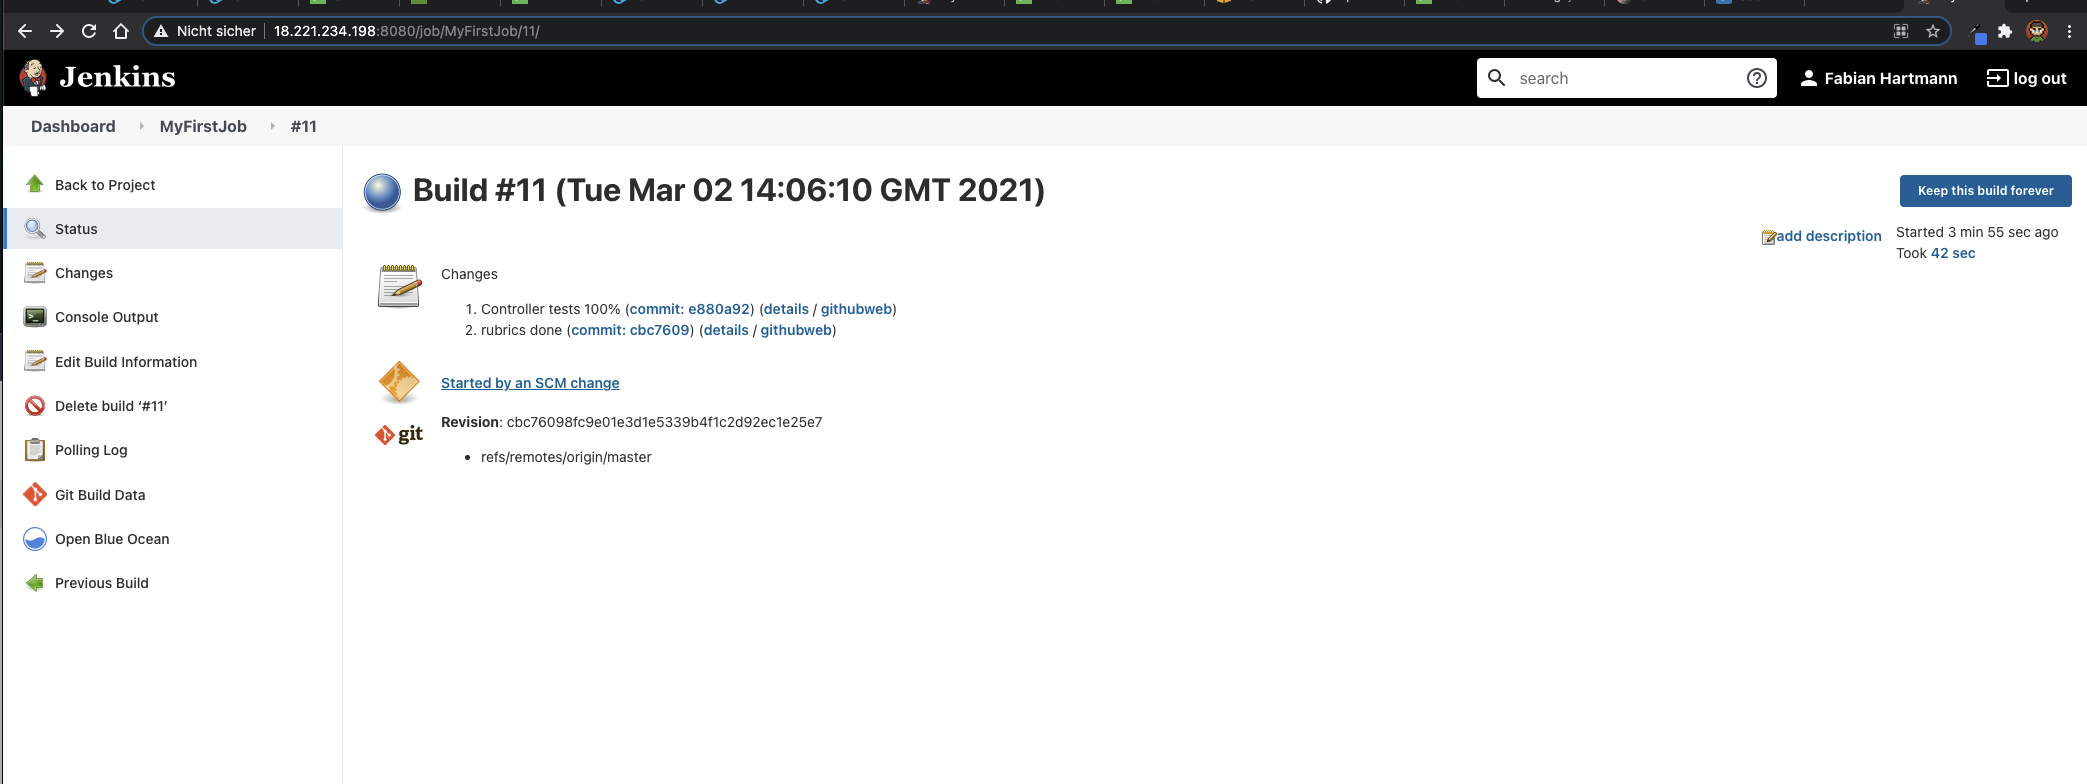 Nicht sicher 18.221.234.198:8080/job/MyFirstJob/11/
Jenkins
search
Fabian Hartmann
log out
Dashboard
MyFirstJob
#11
Back to Project
Status
Changes
Console Output
Edit Build Information
Delete build ‘#11’
Polling Log
Git Build Data
Open Blue Ocean
Previous Build
Build #11 (Tue Mar 02 14:06:10 GMT 2021)
Keep this build forever
add description
Started 3 min 55 sec ago
Took 42 sec
Changes
1. Controller tests 100% (commit: e880a92) (details / githubweb)
2. rubrics done (commit: cbc7609) (details / githubweb)
Started by an SCM change
git
Revision: cbc76098fc9e01e3d1e5339b4f1c2d92ec1e25e7
• refs/remotes/origin/master